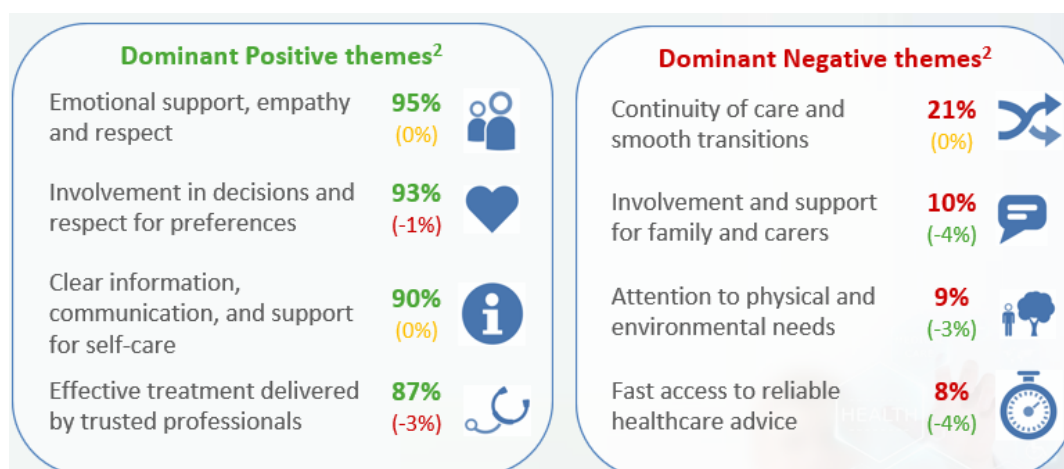 Dominant Positive themes²
Emotional support, empathy
and respect
95%
(0%)
Involvement in decisions and
respect for preferences
93%
(-1%)
Clear information,
communication, and support
for self-care
90%
(0%)
Effective treatment delivered
by trusted professionals
87%
(-3%)
Dominant Negative themes²
Continuity of care and
smooth transitions
21%
(0%)
Involvement and support
for family and carers
10%
(-4%)
Attention to physical and
environmental needs
9%
(-3%)
Fast access to reliable
healthcare advice
8%
(-4%)
HEALTH